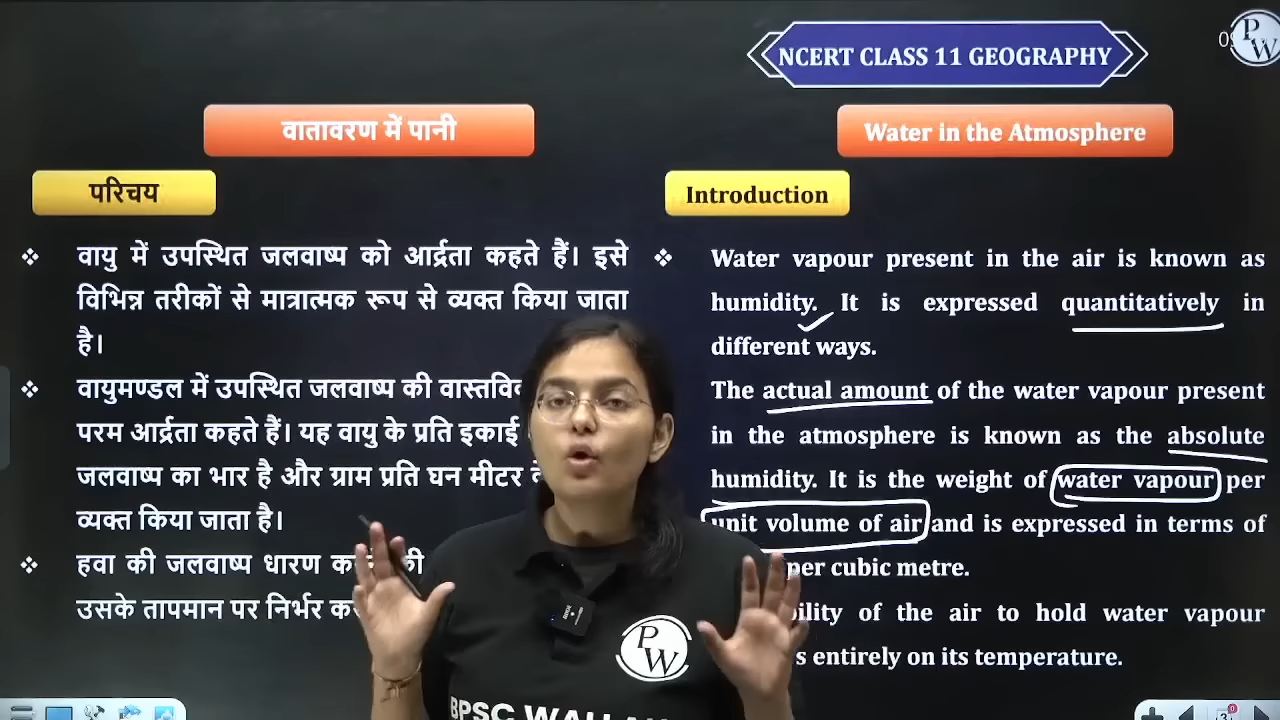 NCERT CLASS 11 GEOGRAPHY
PW
वातावरण में पानी
परिचय
❖ वायु में उपस्थित जलवाष्प को आर्द्रता कहते हैं। इसे
विभिन्न तरीकों से मात्रात्मक रूप से व्यक्त किया जाता
है।
❖ वायुमण्डल में उपस्थित जलवाष्प की
परम आर्द्रता कहते हैं। यह वायु के प्रति इकाई
जलवाष्प का भार है और ग्राम प्रति घन मीटर
व्यक्त किया जाता है।
❖ हवा की जलवाष्प धारण
उसके तापमान पर निर्भर
Water in the Atmosphere
Introduction
❖ Water vapour present in the air is known as
humidity. It is expressed quantitatively in
different ways.
The actual amount of the water vapour present
in the atmosphere is known as the absolute
humidity. It is the weight of water vapour per
unit volume of air and is expressed in terms of
per cubic metre.
of the air to hold water vapour
entirely on its temperature.
PW
BPSC